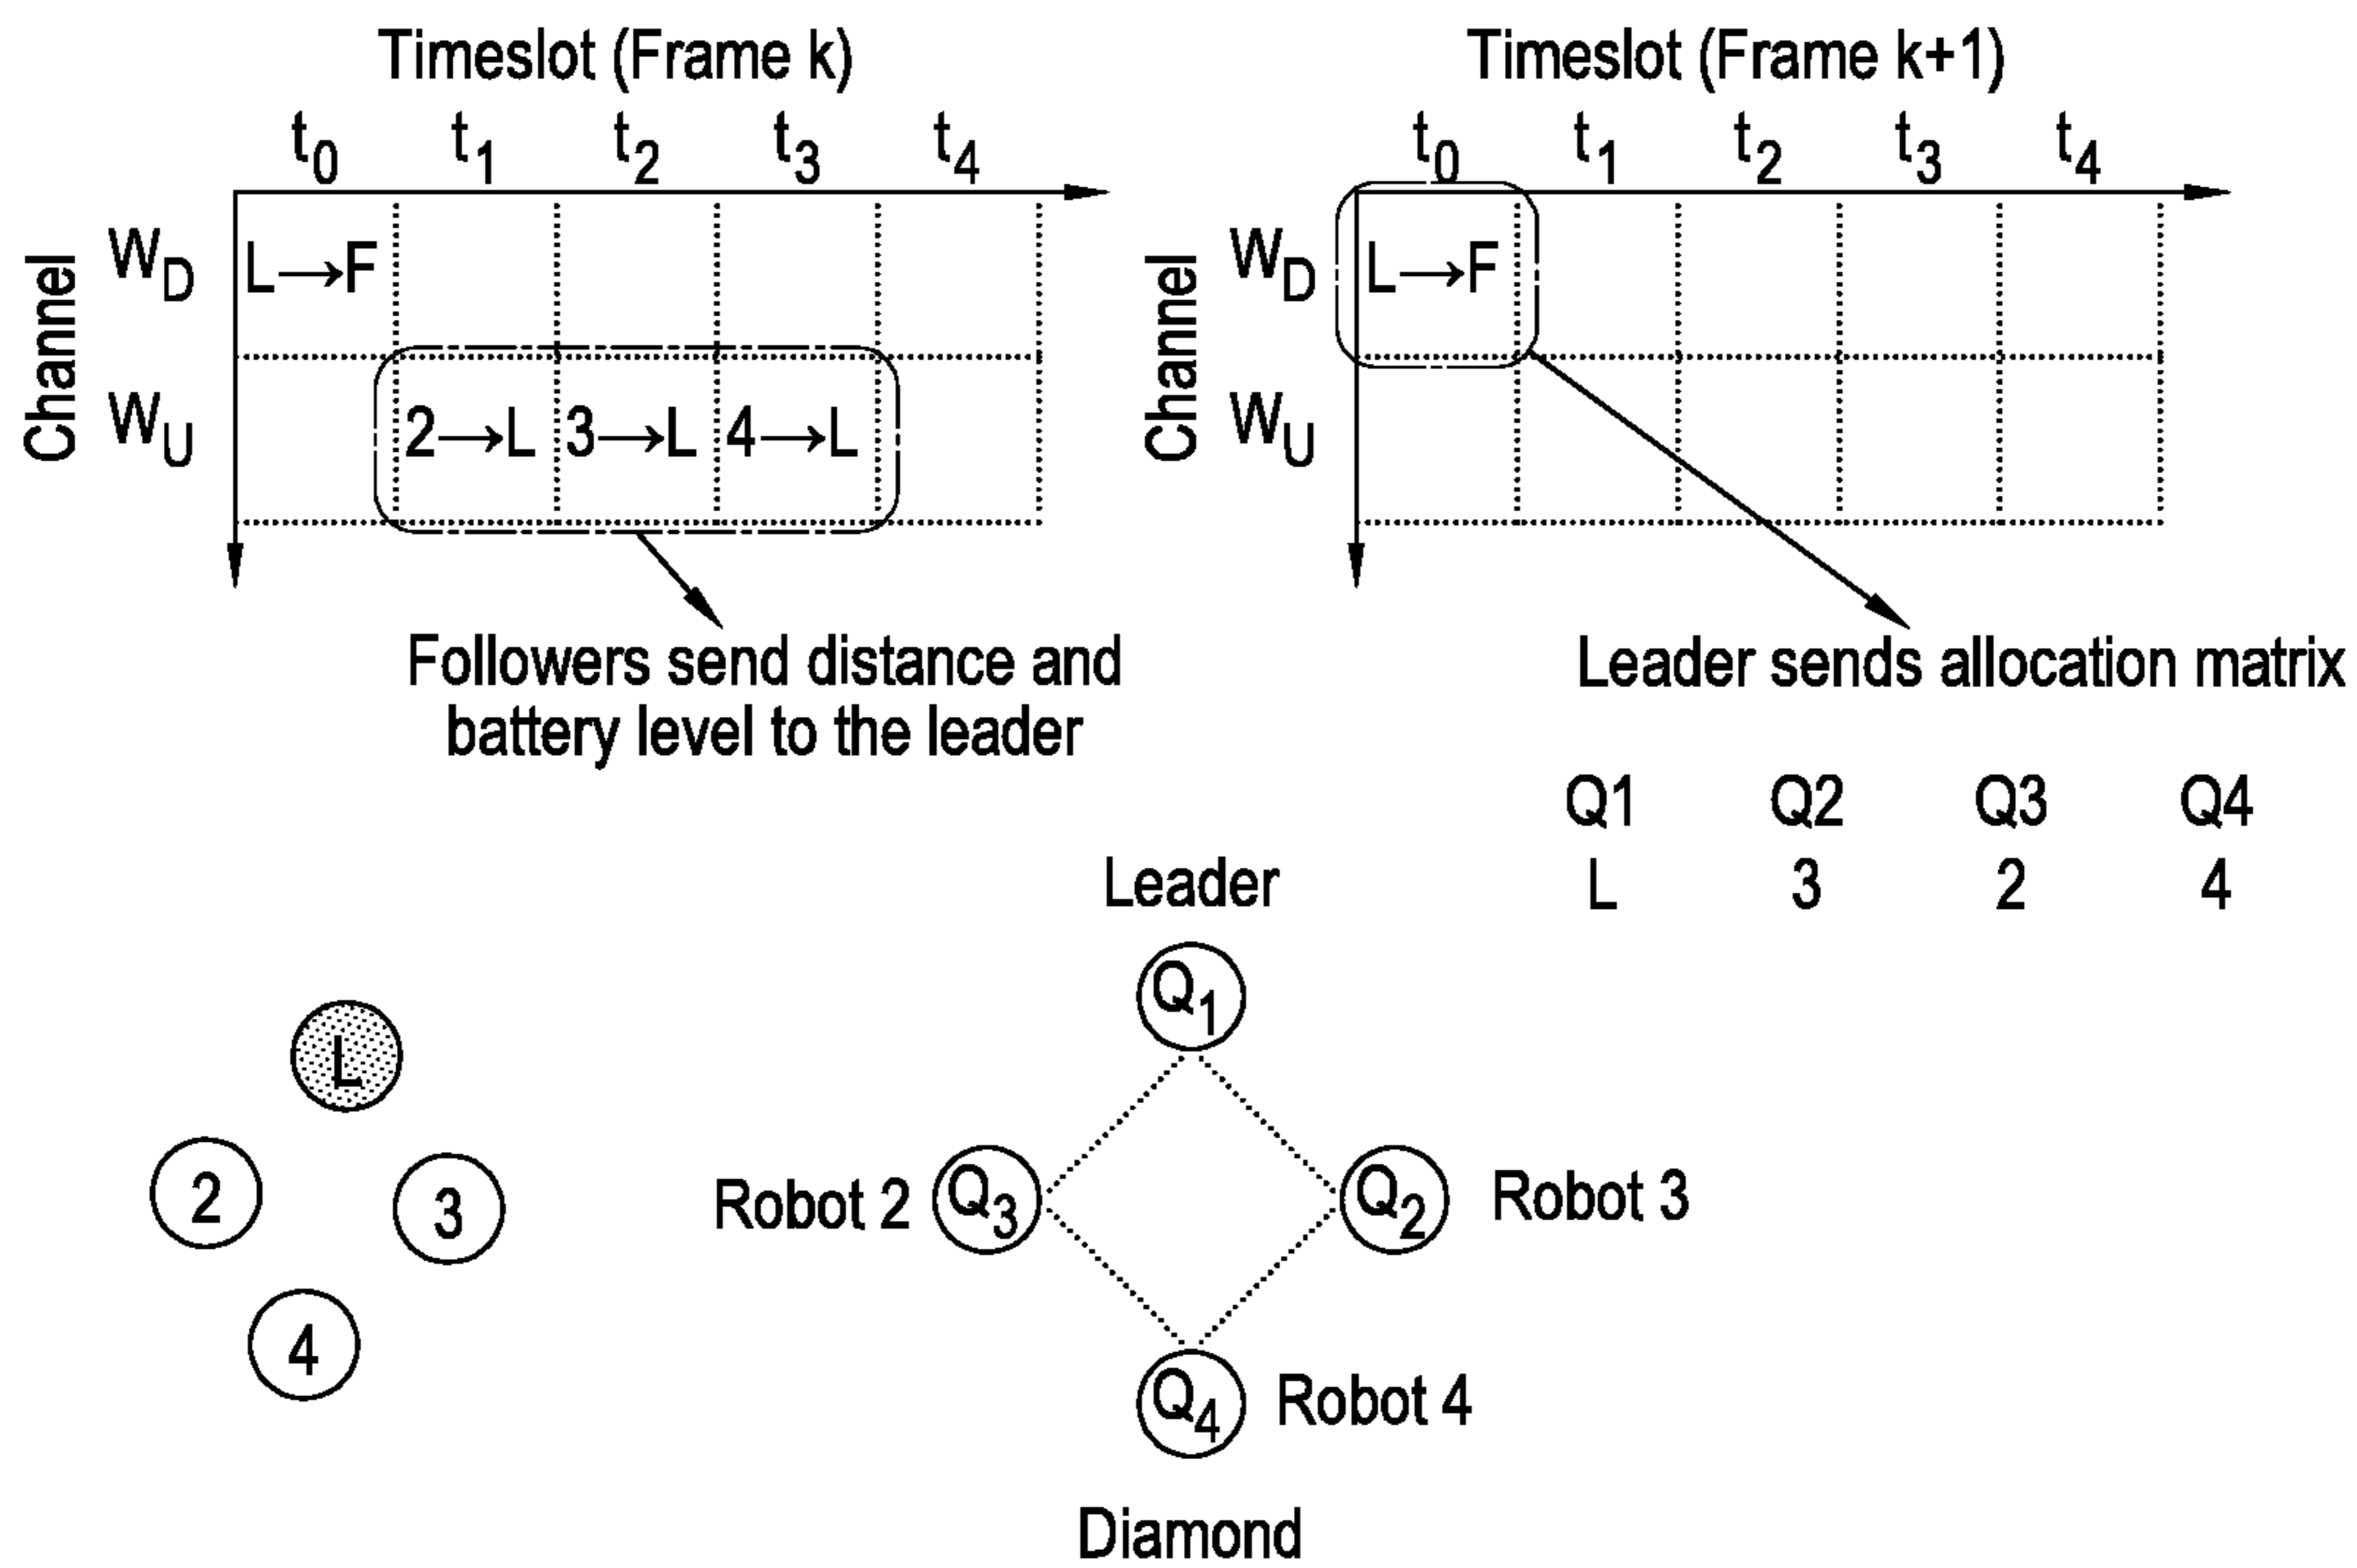 Timeslot (Frame k)
t0 t1 t2 t3 t4
Channel
WD L→F
WU 2→L 3→L 4→L
Followers send distance and
battery level to the leader
Timeslot (Frame k+1)
t0 t1 t2 t3 t4
Channel
WD L→F
WU
Leader sends allocation matrix
Q1 Q2 Q3 Q4
L 3 2 4
L
2 3
4
Leader
Q1
Robot 2 Q3 Q2 Robot 3
Q4 Robot 4
Diamond